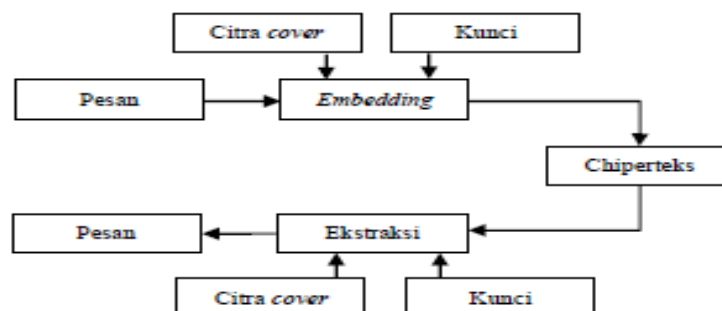 Citra cover
Kunci
Pesan
Embedding
Chiperteks
Pesan
Ekstraksi
Citra cover
Kunci